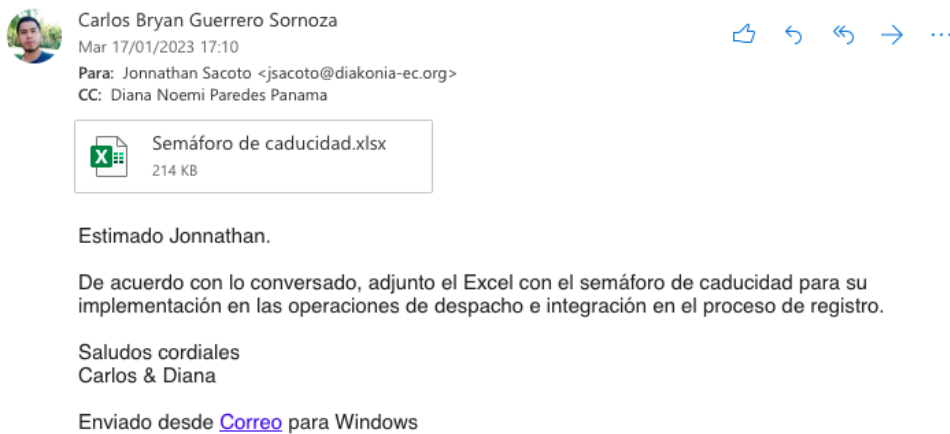 Carlos Bryan Guerrero Sornoza
Mar 17/01/2023 17:10
Para: Jonnathan Sacoto <jsacoto@diakonia-ec.org>
CC: Diana Noemi Paredes Panama
Semáforo de caducidad.xlsx
214 KB
Estimado Jonnathan.
De acuerdo con lo conversado, adjunto el Excel con el semáforo de caducidad para su
implementación en las operaciones de despacho e integración en el proceso de registro.
Saludos cordiales
Carlos & Diana
Enviado desde Correo para Windows